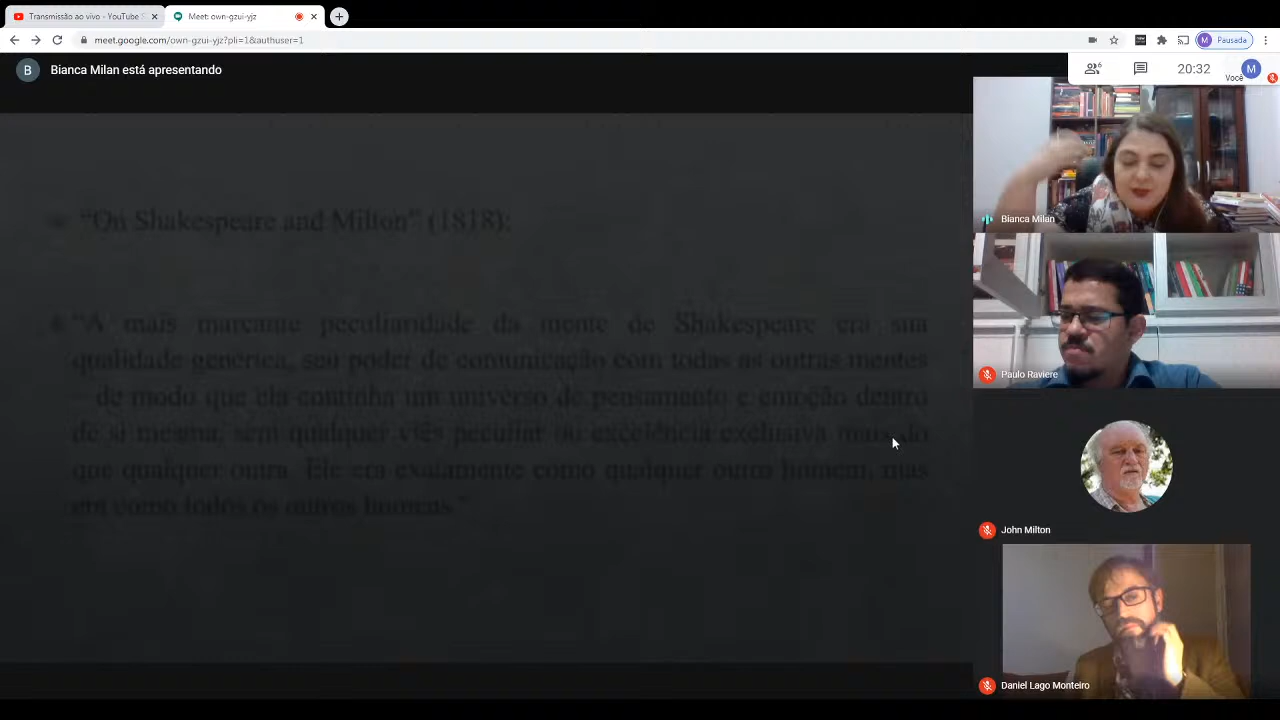 Transmissão ao vivo - YouTube S
Meet: own-gzui-yjz
meet.google.com/own-gzui-yjz?pli=1&authuser=1
M Pausada
B Bianca Milan está apresentando
6
20:32
M
Você
"On Shakespeare and Milton" (1818):
"A mais marcante peculiaridade da mente de Shakespeare era sua
qualidade genérica, seu poder de comunicação com todas as outras mentes
– de modo que ela continha um universo de pensamento e emoção dentro
de si mesma, sem qualquer viés peculiar ou excelência exclusiva mais do
que qualquer outra. Ele era exatamente como qualquer outro homem, mas
era como todos os outros homens."
Bianca Milan
Paulo Raviere
John Milton
Daniel Lago Monteiro